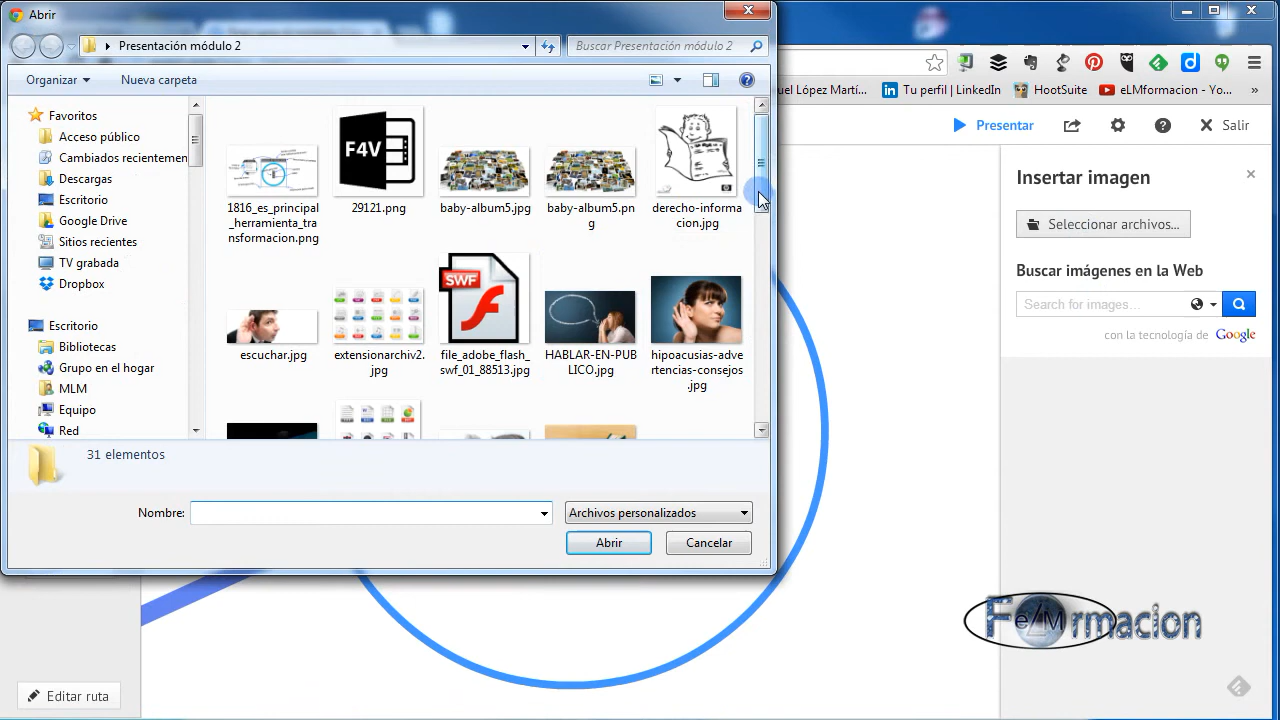 Abrir
Presentación módulo 2
Buscar Presentación módulo 2
Organizar
Nueva carpeta
Favoritos
Acceso público
Cambiados recientemen
Descargas
Escritorio
Google Drive
Sitios recientes
TV grabada
Dropbox
Escritorio
Bibliotecas
Grupo en el hogar
MLM
Equipo
Red
F4V
1816_es_principal
_herramienta_tra
nsformacion.png
29121.png
baby-album5.jpg
baby-album5.pn
g
derecho-informa
cion.jpg
SWF
escuchar.jpg
extensionarchiv2.
jpg
file_adobe_flash_
swf_01_88513.jpg
HABLAR-EN-PUB
LICO.jpg
hipoacusias-adve
rtencias-consejos
.jpg
31 elementos
Nombre:
Archivos personalizados
Abrir
Cancelar
uel López Martí...
Tu perfil | LinkedIn
HootSuite
eLMformacion - Yo...
»
Presentar
Salir
Insertar imagen
Seleccionar archivos...
Buscar imágenes en la Web
Search for images...
con la tecnología de Google
FeLMrmacion
Editar ruta